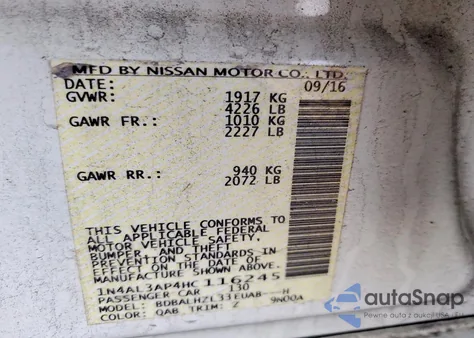 MFD BY NISSAN MOTOR CO., LTD.
DATE: 09/16
GVWR: 1917 KG
4226 LB
GAWR FR.: 1010 KG
2227 LB
GAWR RR.: 940 KG
2072 LB
THIS VEHICLE CONFORMS TO
ALL APPLICABLE FEDERAL
MOTOR VEHICLE SAFETY,
BUMPER, AND THEFT
PREVENTION STANDARDS IN
EFFECT ON THE DATE OF
MANUFACTURE SHOWN ABOVE.
1N4AL3AP4HC116245
PASSENGER CAR 1130
BDBALHZL33EUAB---H
COLOR: QAB TRIM: Z 9N00A
autoSnap